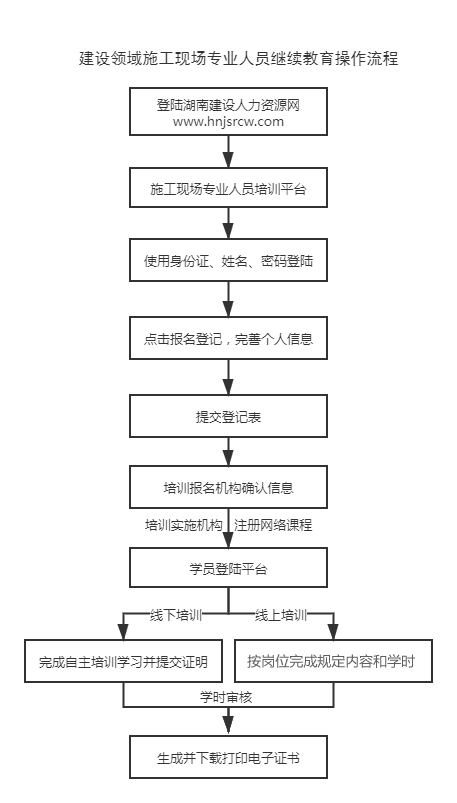 建设领域施工现场专业人员继续教育操作流程
登陆湖南建设人力资源网
www.hnjsrcw.com
施工现场专业人员培训平台
使用身份证、姓名、密码登陆
点击报名登记，完善个人信息
提交登记表
培训报名机构确认信息
培训实施机构 注册网络课程
学员登陆平台
线下培训 线上培训
完成自主培训学习并提交证明 按岗位完成规定内容和学时
学时审核
生成并下载打印电子证书